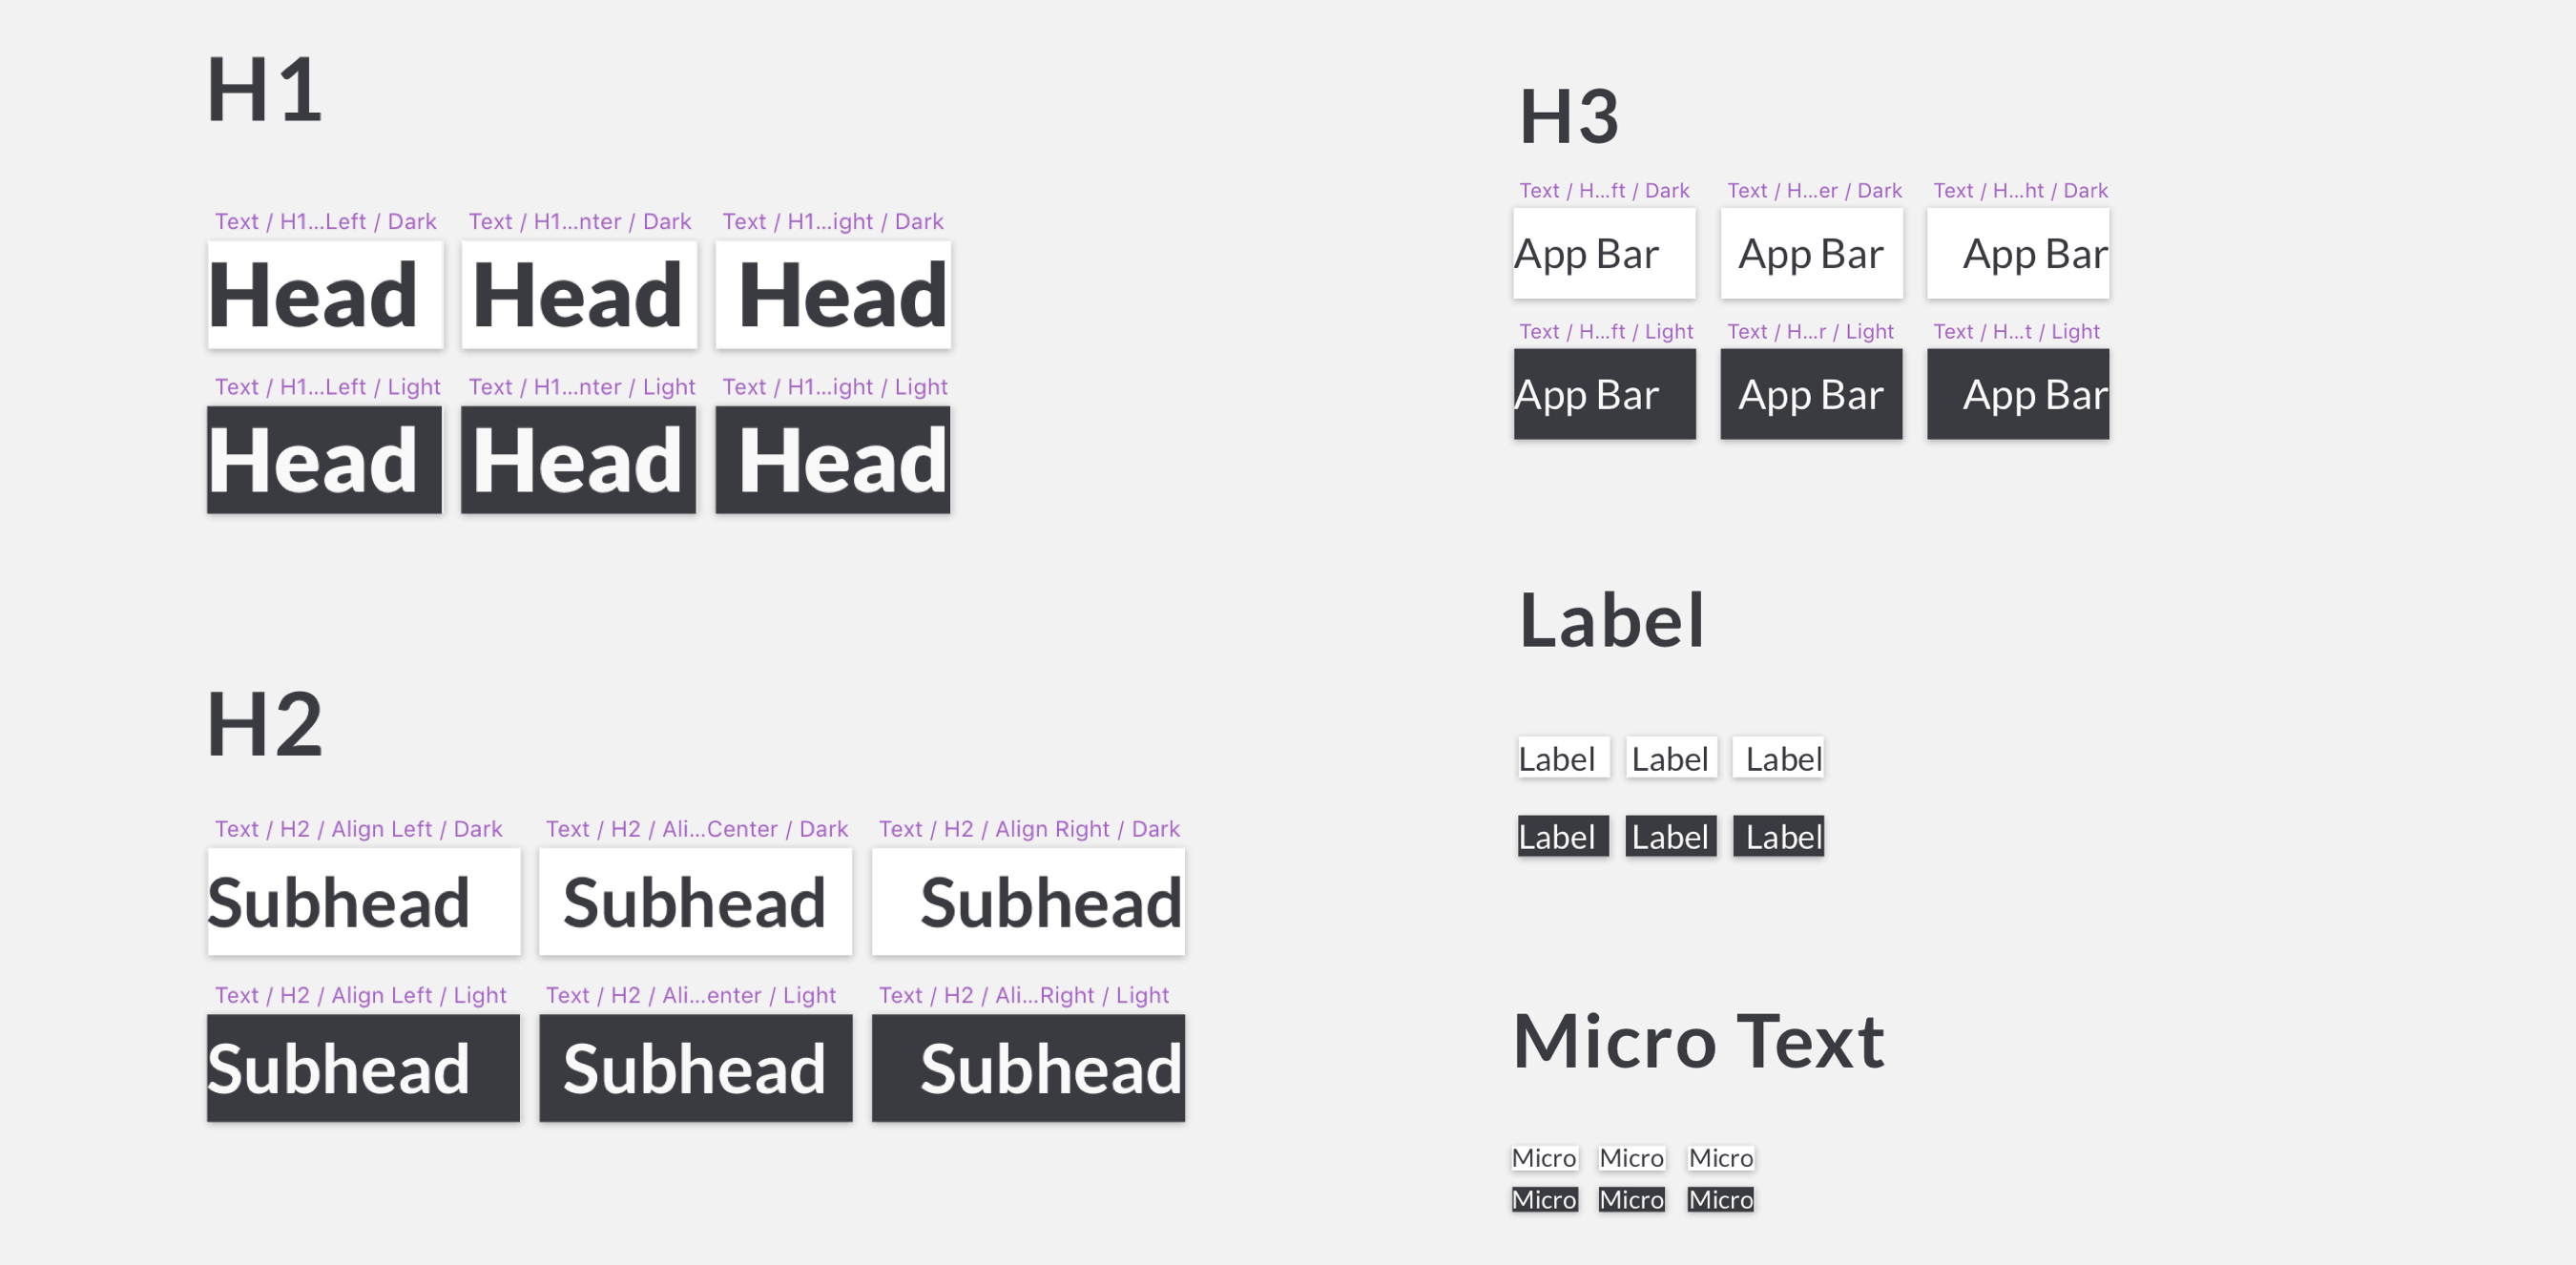 H1
Text / H1...Left / Dark
Text / H1...nter / Dark
Text / H1...ight / Dark
Head
Head
Head
Text / H1...Left / Light
Text / H1...nter / Light
Text / H1...ight / Light
Head
Head
Head
H2
Text / H2 / Align Left / Dark
Text / H2 / Ali...Center / Dark
Text / H2 / Align Right / Dark
Subhead
Subhead
Subhead
Text / H2 / Align Left / Light
Text / H2 / Ali...enter / Light
Text / H2 / Ali...Right / Light
Subhead
Subhead
Subhead
H3
Text / H...ft / Dark
Text / H...er / Dark
Text / H...ht / Dark
App Bar
App Bar
App Bar
Text / H...ft / Light
Text / H...r / Light
Text / H...t / Light
App Bar
App Bar
App Bar
Label
Label
Label
Label
Label
Label
Label
Micro Text
Micro
Micro
Micro
Micro
Micro
Micro